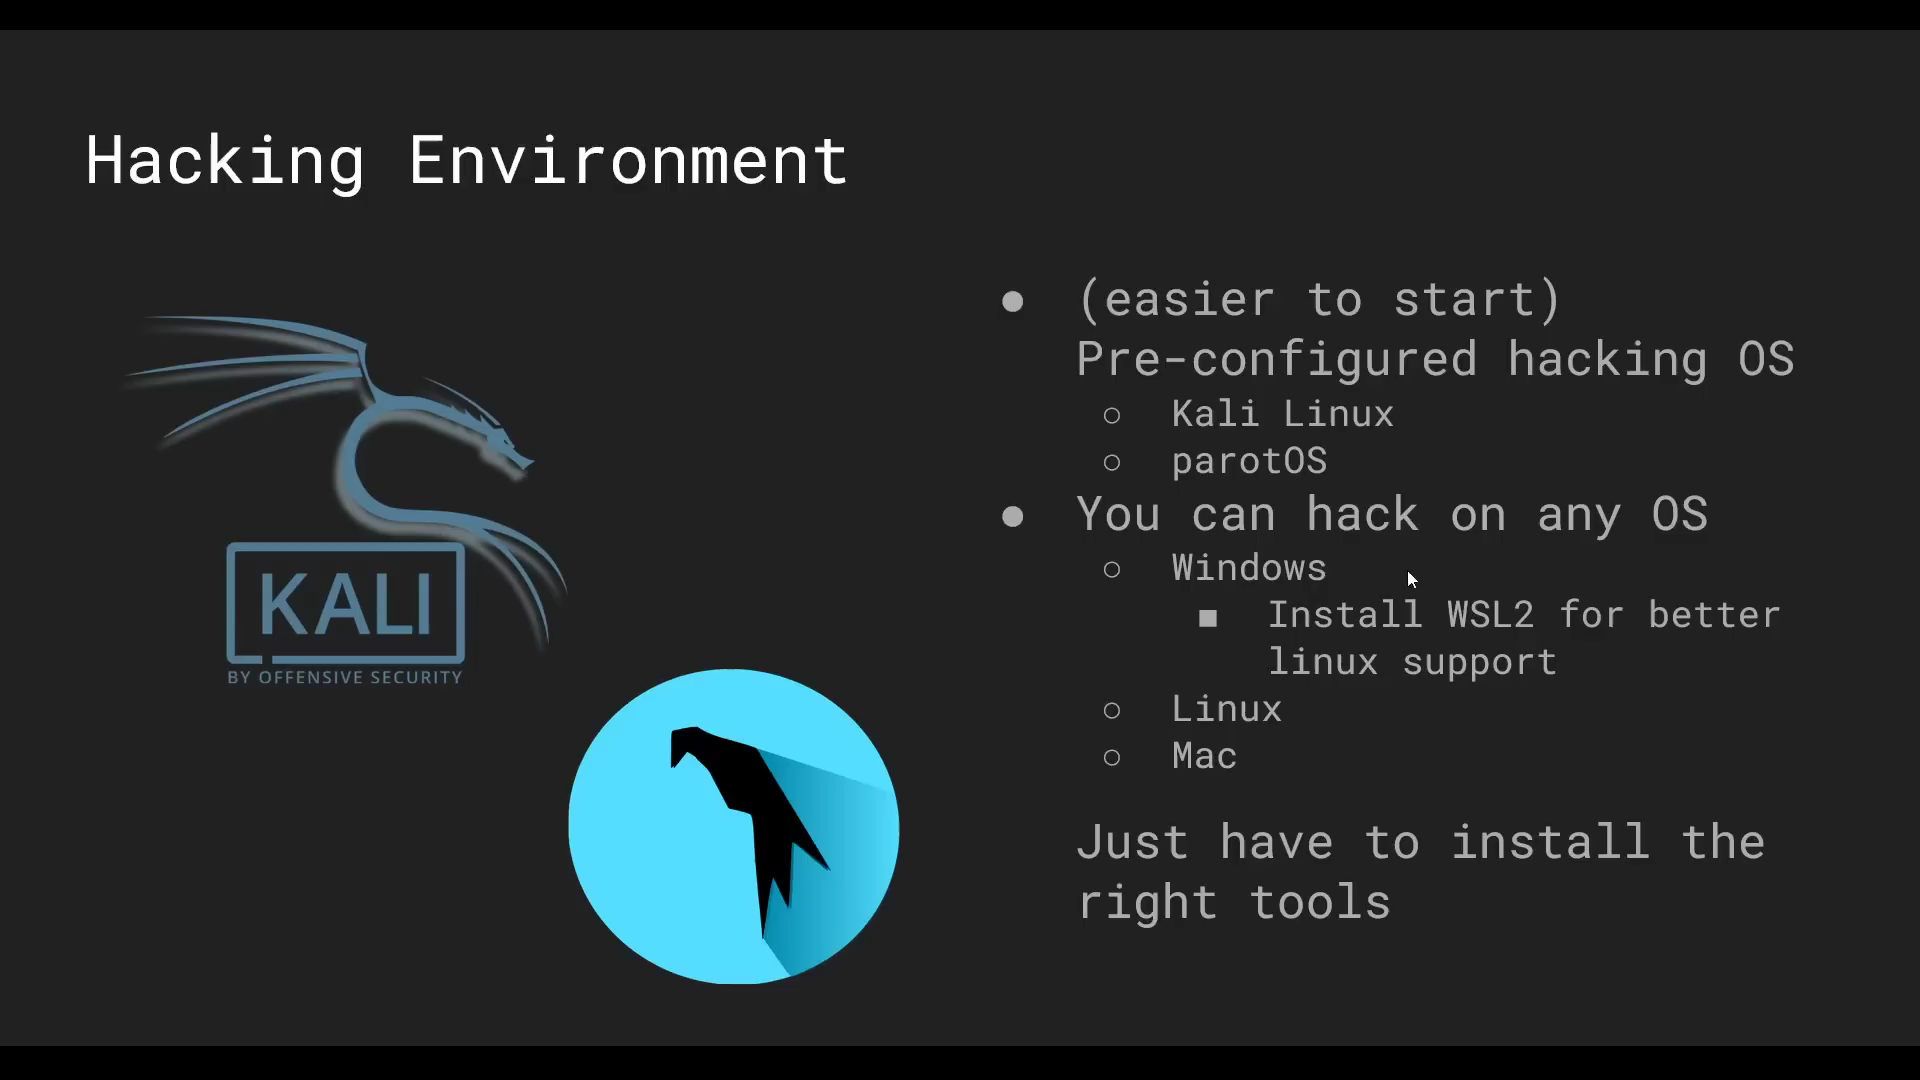 Hacking Environment
KALI
BY OFFENSIVE SECURITY
● (easier to start)
Pre-configured hacking OS
○ Kali Linux
○ parotOS
● You can hack on any OS
○ Windows
■ Install WSL2 for better
linux support
○ Linux
○ Mac
Just have to install the
right tools